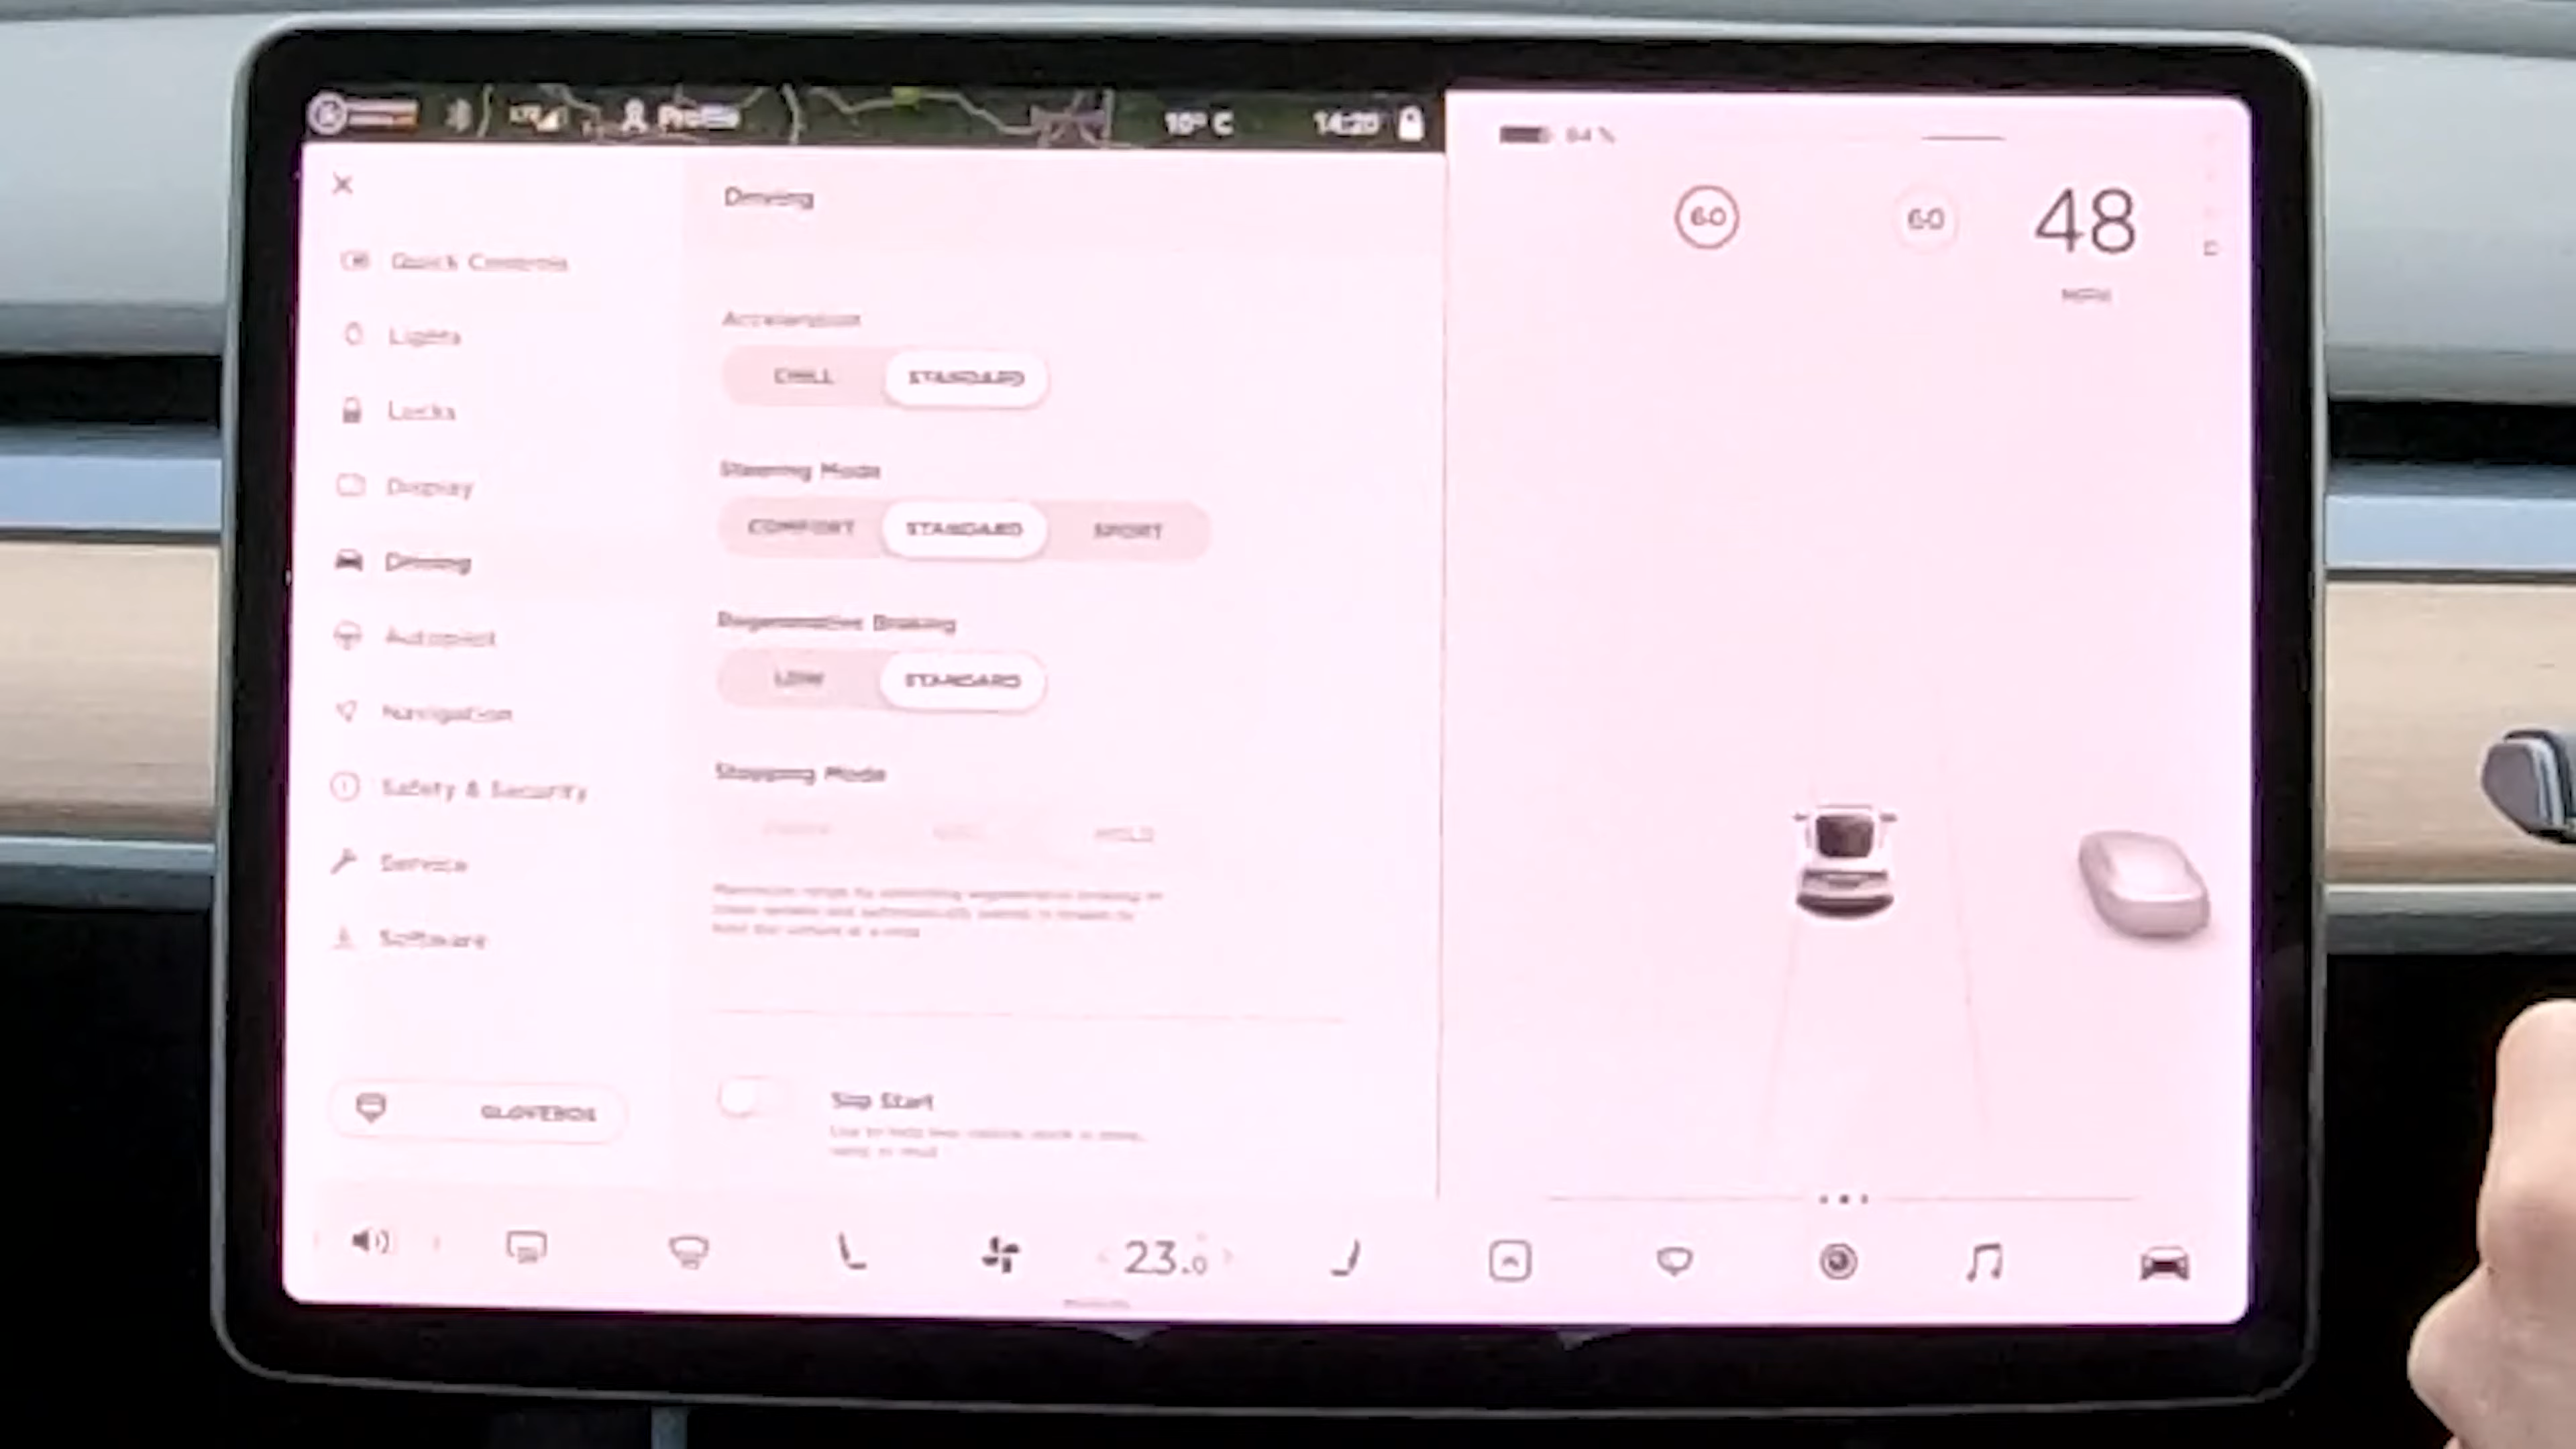 LTE
Profile
10° C
14:20
84 %
Driving
60
60
48
MPH
Quick Controls
Lights
Locks
Display
Driving
Autopilot
Navigation
Safety & Security
Service
Software
GLOVEBOX
Acceleration
CHILL
STANDARD
Steering Mode
COMFORT
STANDARD
SPORT
Regenerative Braking
LOW
STANDARD
Stopping Mode
HOLD
Slip Start
23.0